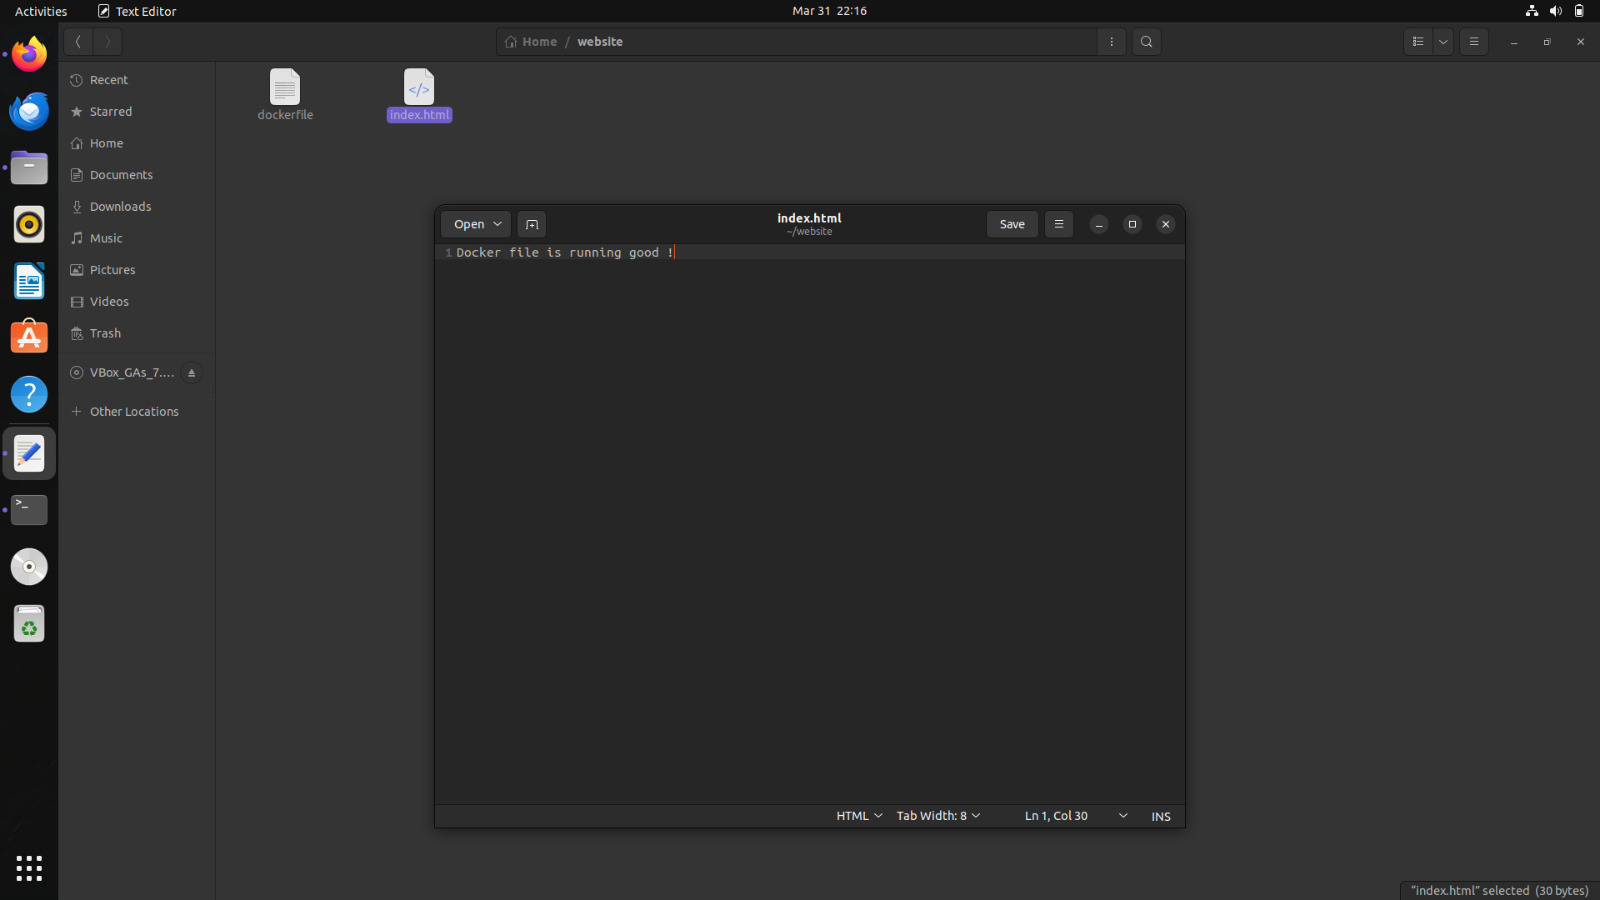 Activities
Text Editor
Mar 31 22:16
Home / website
Recent
Starred
Home
Documents
Downloads
Music
Pictures
Videos
Trash
VBox_GAs_7....
+ Other Locations
dockerfile
</>
index.html
Open
index.html
~/website
Save
1 Docker file is running good !
HTML
Tab Width: 8
Ln 1, Col 30
INS
"index.html" selected (30 bytes)